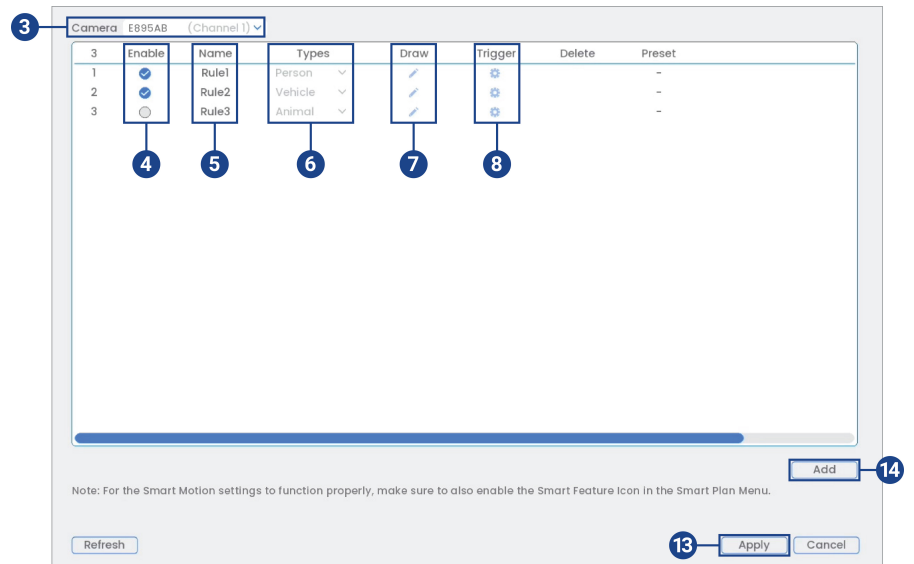 3 Camera E895AB (Channel 1)
3 Enable Name Types Draw Trigger Delete Preset
1 Rule1 Person -
2 Rule2 Vehicle -
3 Rule3 Animal -
4 5 6 7 8
Add 14
Note: For the Smart Motion settings to function properly, make sure to also enable the Smart Feature Icon in the Smart Plan Menu.
Refresh 13 Apply Cancel